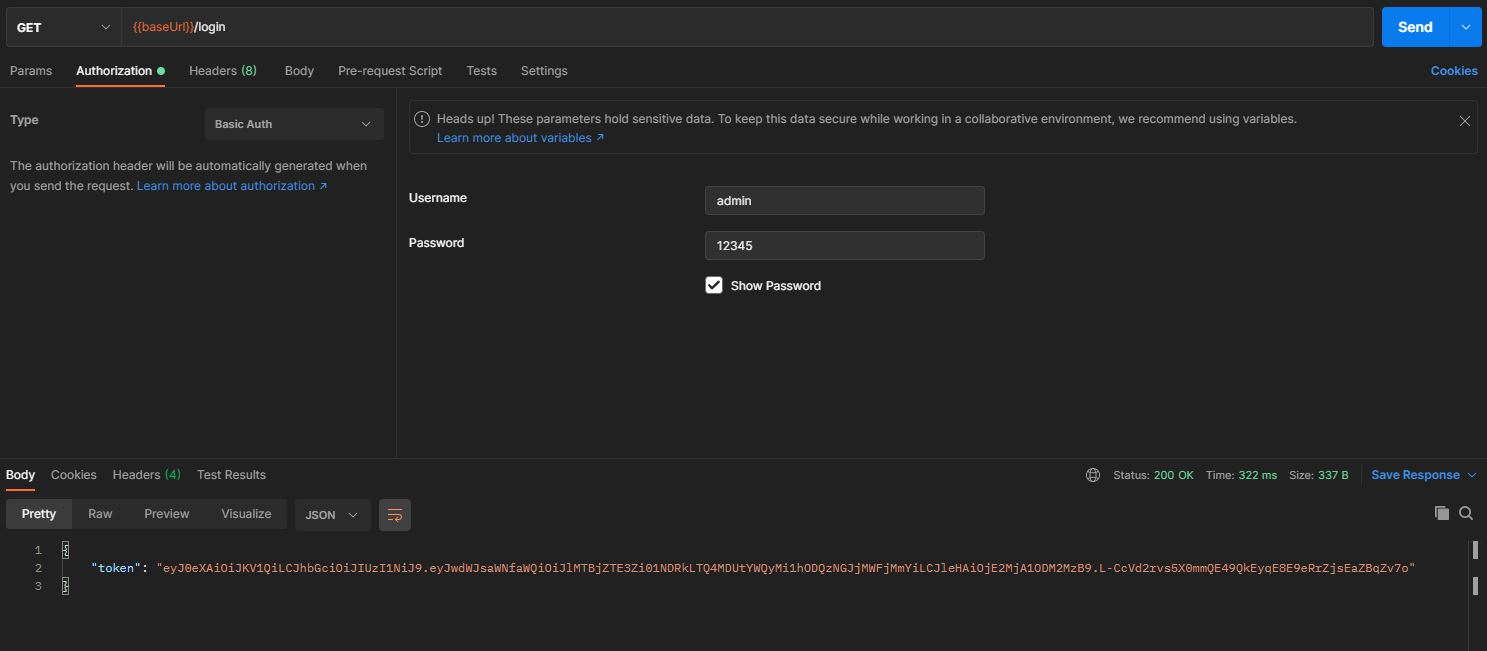 GET {{baseUrl}}/login Send
Params Authorization Headers (8) Body Pre-request Script Tests Settings Cookies
Type Basic Auth
The authorization header will be automatically generated when
you send the request. Learn more about authorization ↗
Heads up! These parameters hold sensitive data. To keep this data secure while working in a collaborative environment, we recommend using variables.
Learn more about variables ↗
Username admin
Password 12345
Show Password
Body Cookies Headers (4) Test Results Status: 200 OK Time: 322 ms Size: 337 B Save Response
Pretty Raw Preview Visualize JSON
1 {
2 "token": "eyJ0eXAiOiJKV1QiLCJhbGciOiJIUzI1NiJ9.eyJwdWJsaWNfaWQiOiJlMTBjZTE3Zi01NDRkLTQ4MDUtYWQyMi1hODQzNGJjMWFjMmYiLCJleHAiOjE2MjA1ODM2MzB9.L-CcVd2rvs5X0mmQE49QkEyqE8E9eRrZjsEaZBqZv7o"
3 }